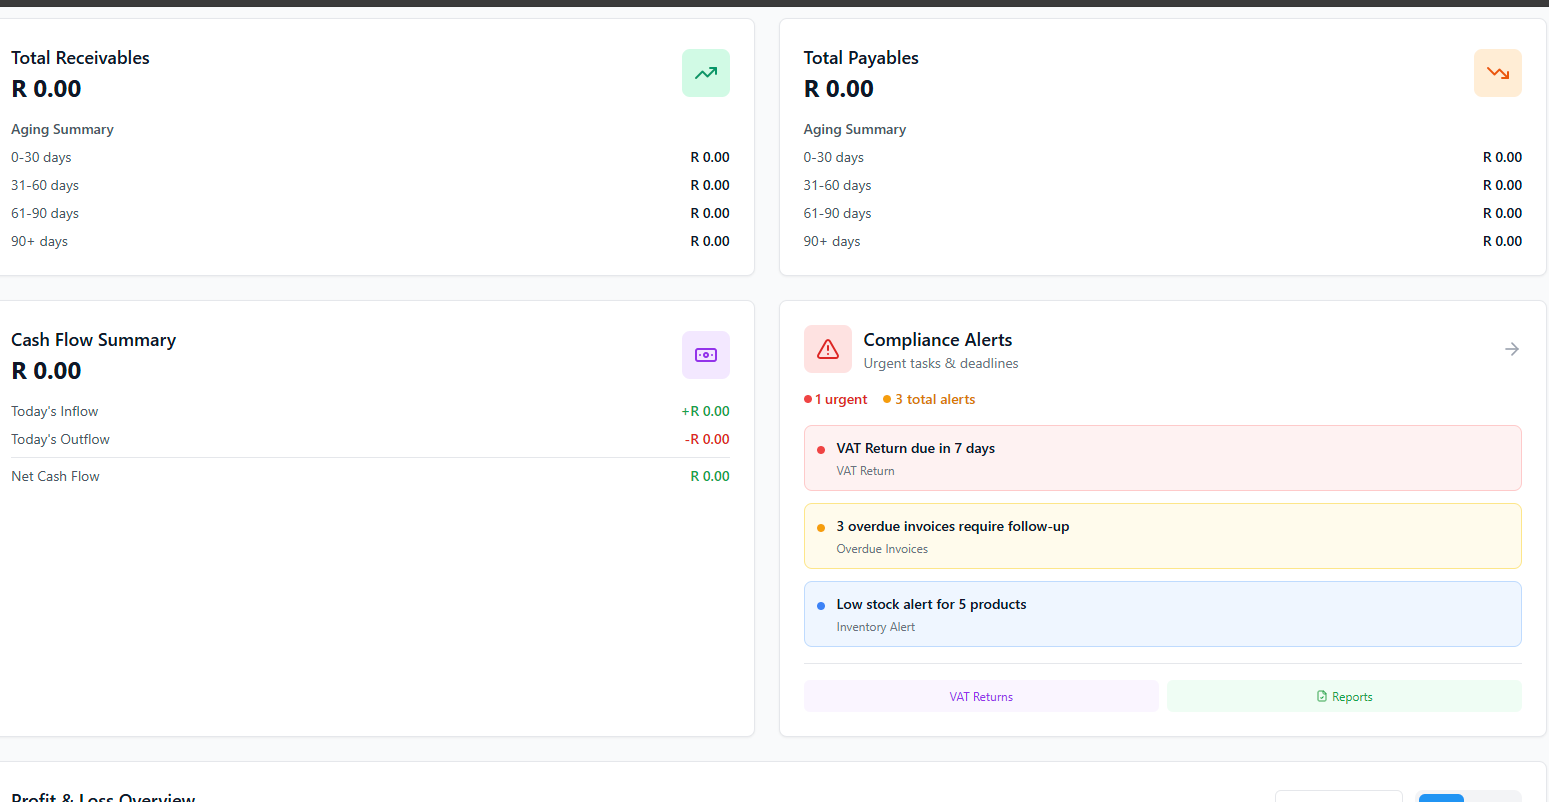 Total Receivables
R 0.00
Aging Summary
0-30 days R 0.00
31-60 days R 0.00
61-90 days R 0.00
90+ days R 0.00
Total Payables
R 0.00
Aging Summary
0-30 days R 0.00
31-60 days R 0.00
61-90 days R 0.00
90+ days R 0.00
Cash Flow Summary
R 0.00
Today's Inflow +R 0.00
Today's Outflow -R 0.00
Net Cash Flow R 0.00
Compliance Alerts
Urgent tasks & deadlines
1 urgent 3 total alerts
VAT Return due in 7 days
VAT Return
3 overdue invoices require follow-up
Overdue Invoices
Low stock alert for 5 products
Inventory Alert
VAT Returns Reports
Profit & Loss Overview